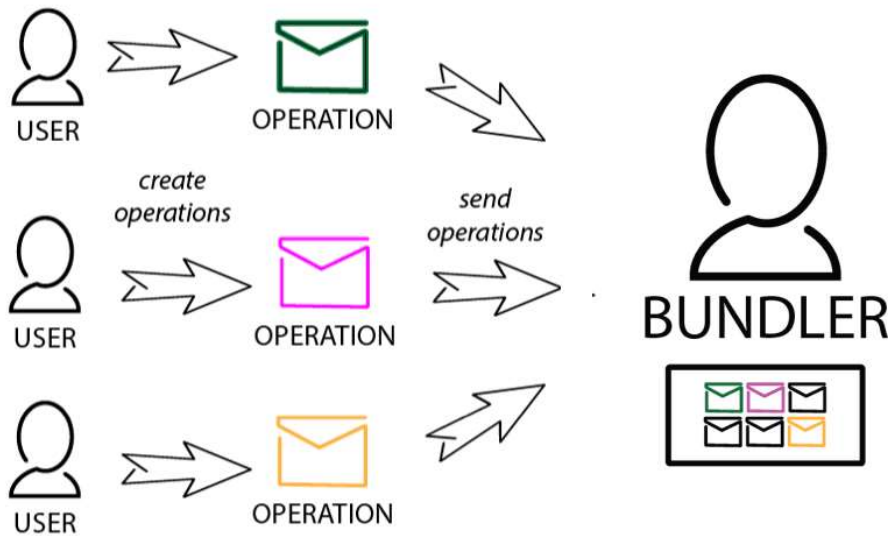 USER
OPERATION
create
operations
send
operations
USER
OPERATION
BUNDLER
USER
OPERATION